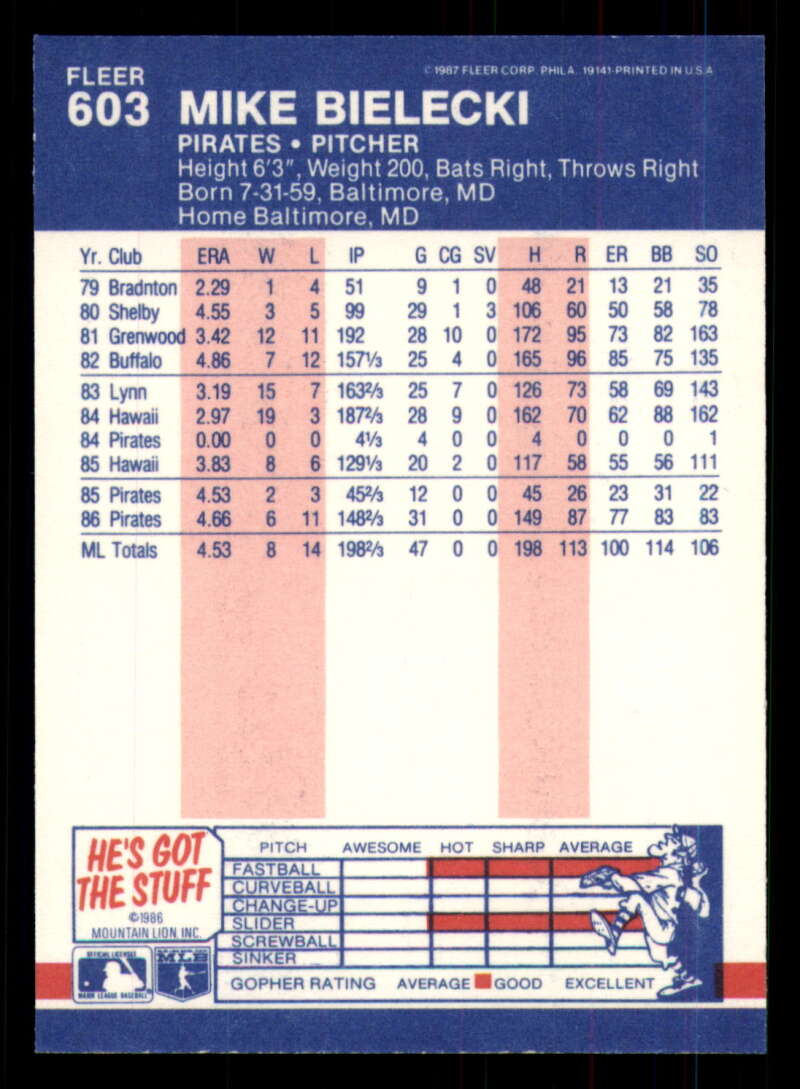 FLEER
© 1987 FLEER CORP. PHILA. 19141-PRINTED IN U.S.A
603 MIKE BIELECKI
PIRATES • PITCHER
Height 6'3", Weight 200, Bats Right, Throws Right
Born 7-31-59, Baltimore, MD
Home Baltimore, MD
Yr. Club ERA W L IP G CG SV H R ER BB SO
79 Bradnton 2.29 1 4 51 9 1 0 48 21 13 21 35
80 Shelby 4.55 3 5 99 29 1 3 106 60 50 58 78
81 Grenwood 3.42 12 11 192 28 10 0 172 95 73 82 163
82 Buffalo 4.86 7 12 157⅓ 25 4 0 165 96 85 75 135
83 Lynn 3.19 15 7 163⅔ 25 7 0 126 73 58 69 143
84 Hawaii 2.97 19 3 187⅔ 28 9 0 162 70 62 88 162
84 Pirates 0.00 0 0 4⅓ 4 0 0 4 0 0 0 1
85 Hawaii 3.83 8 6 129⅓ 20 2 0 117 58 55 56 111
85 Pirates 4.53 2 3 45⅔ 12 0 0 45 26 23 31 22
86 Pirates 4.66 6 11 148⅔ 31 0 0 149 87 77 83 83
ML Totals 4.53 8 14 198⅔ 47 0 0 198 113 100 114 106
HE'S GOT
THE STUFF
©1986
MOUNTAIN LION, INC.
PITCH AWESOME HOT SHARP AVERAGE
FASTBALL
CURVEBALL
CHANGE-UP
SLIDER
SCREWBALL
SINKER
GOPHER RATING AVERAGE GOOD EXCELLENT
OFFICIAL LICENSEE
MAJOR LEAGUE BASEBALL
MLB